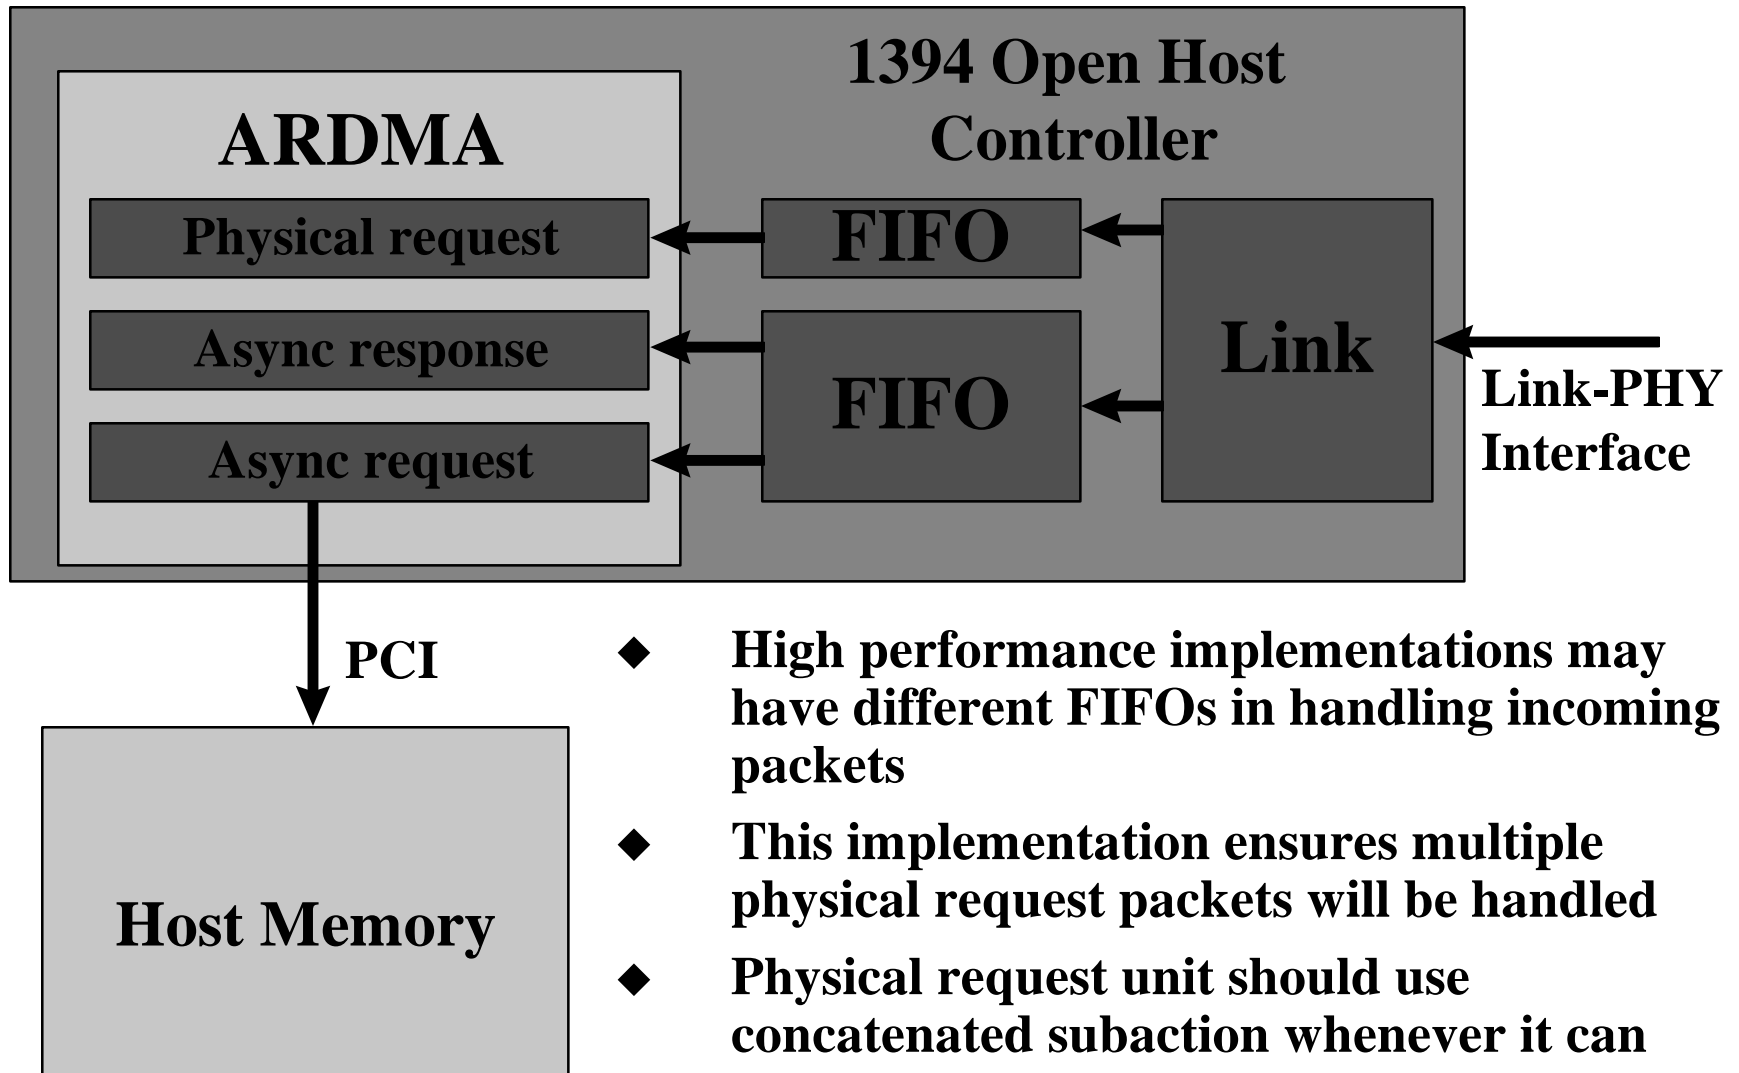 1394 Open Host
Controller
ARDMA
Physical request
FIFO
Async response
FIFO
Link
Async request
Link-PHY
Interface
PCI
Host Memory
◆ High performance implementations may
have different FIFOs in handling incoming
packets
◆ This implementation ensures multiple
physical request packets will be handled
◆ Physical request unit should use
concatenated subaction whenever it can